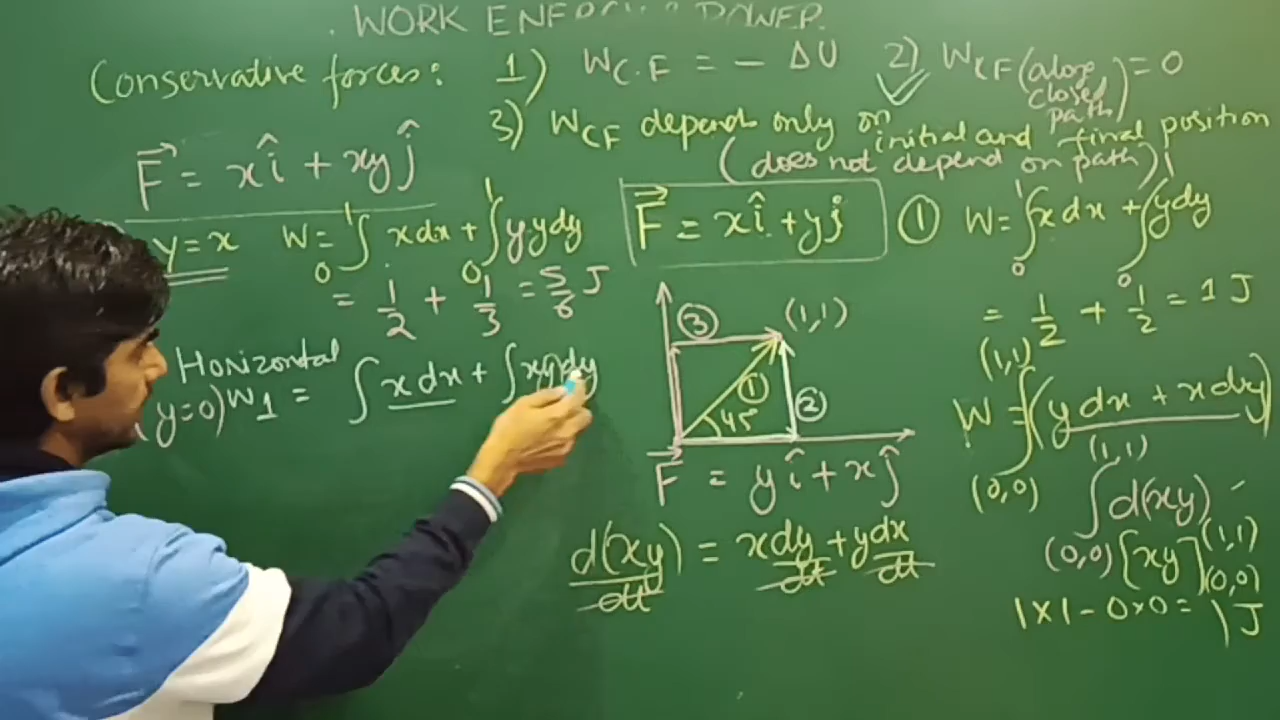 WORK ENERGY & POWER.
Conservative forces: 1) W_C.F = - ΔU 2) W_CF (along closed path) = 0
3) W_CF depends only on initial and final position
(does not depend on path)
F⃗ = xî + xyĵ
y = x W = ∫₀¹ x dx + ∫₀¹ y y dy
= 1/2 + 1/3 = 5/6 J
Horizontal
(y=0) W₁ = ∫ x dx + ∫ xy dy
F⃗ = xî + yĵ
① W = ∫₀¹ x dx + ∫₀¹ y dy
= 1/2 + 1/2 = 1 J
③ (1,1)
①
45° ②
F⃗ = yî + xĵ
d(xy)/dt = x dy/dt + y dx/dt
(1,1)
W = ∫ (y dx + x dy)
(0,0)
(1,1)
∫ d(xy)
(0,0) [xy] (1,1) (0,0)
1 x 1 - 0 x 0 = 1 J